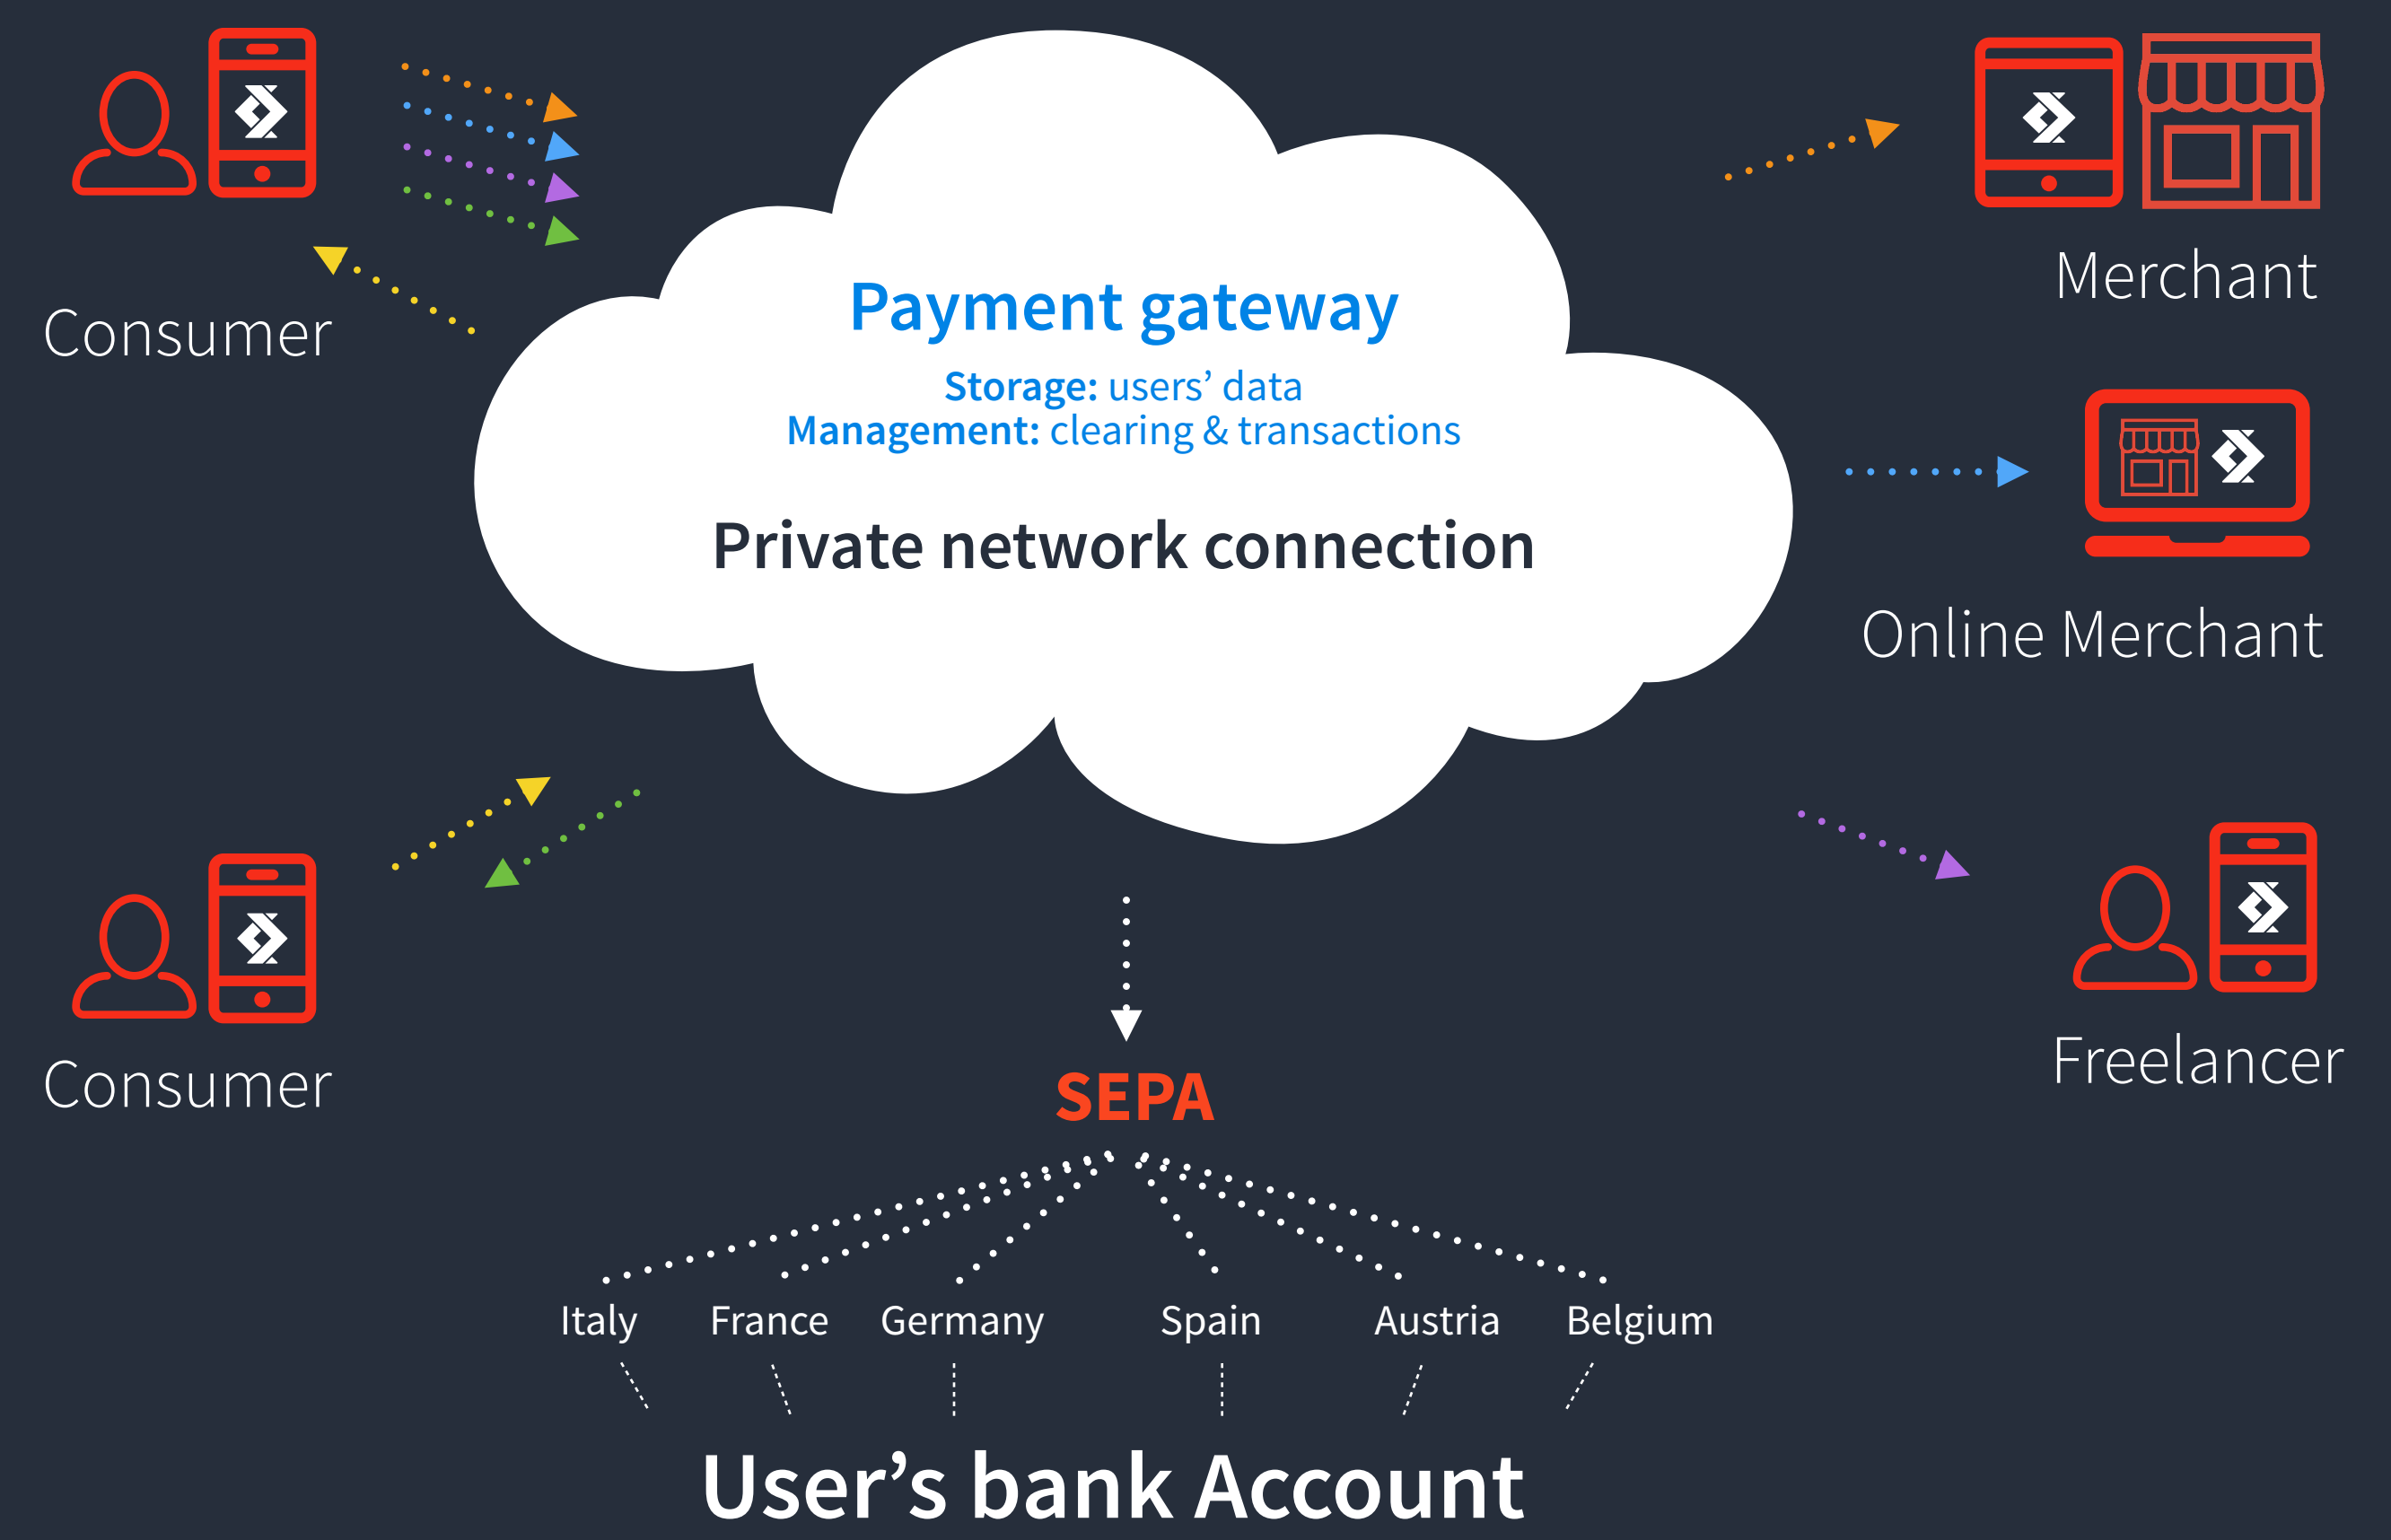 Consumer
Payment gateway
Storage: users’ data
Management: clearing & transactions
Private network connection
Merchant
Online Merchant
Consumer
Freelancer
SEPA
Italy France Germany Spain Austria Belgium
User’s bank Account